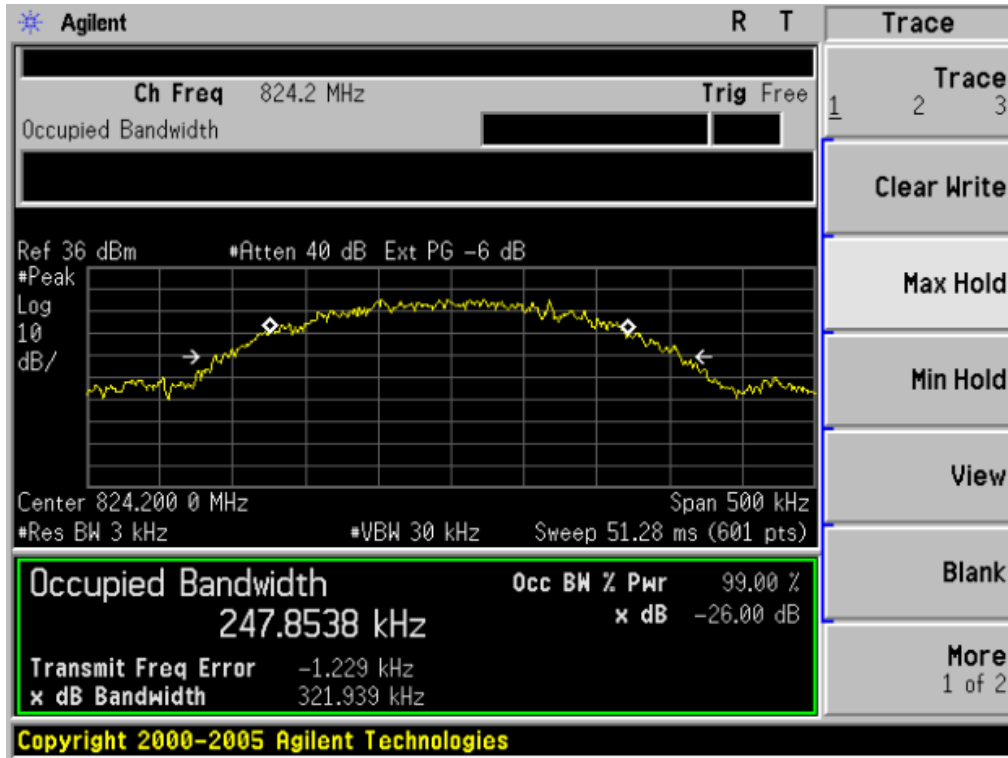 Agilent R T Trace
Ch Freq 824.2 MHz Trig Free
Occupied Bandwidth
Trace
1 2 3
Clear Write
Max Hold
Min Hold
View
Blank
More
1 of 2
Ref 36 dBm #Atten 40 dB Ext PG -6 dB
#Peak
Log
10
dB/
Center 824.200 0 MHz Span 500 kHz
#Res BW 3 kHz #VBW 30 kHz Sweep 51.28 ms (601 pts)
Occupied Bandwidth Occ BW % Pwr 99.00 %
247.8538 kHz x dB -26.00 dB
Transmit Freq Error -1.229 kHz
x dB Bandwidth 321.939 kHz
Copyright 2000-2005 Agilent Technologies